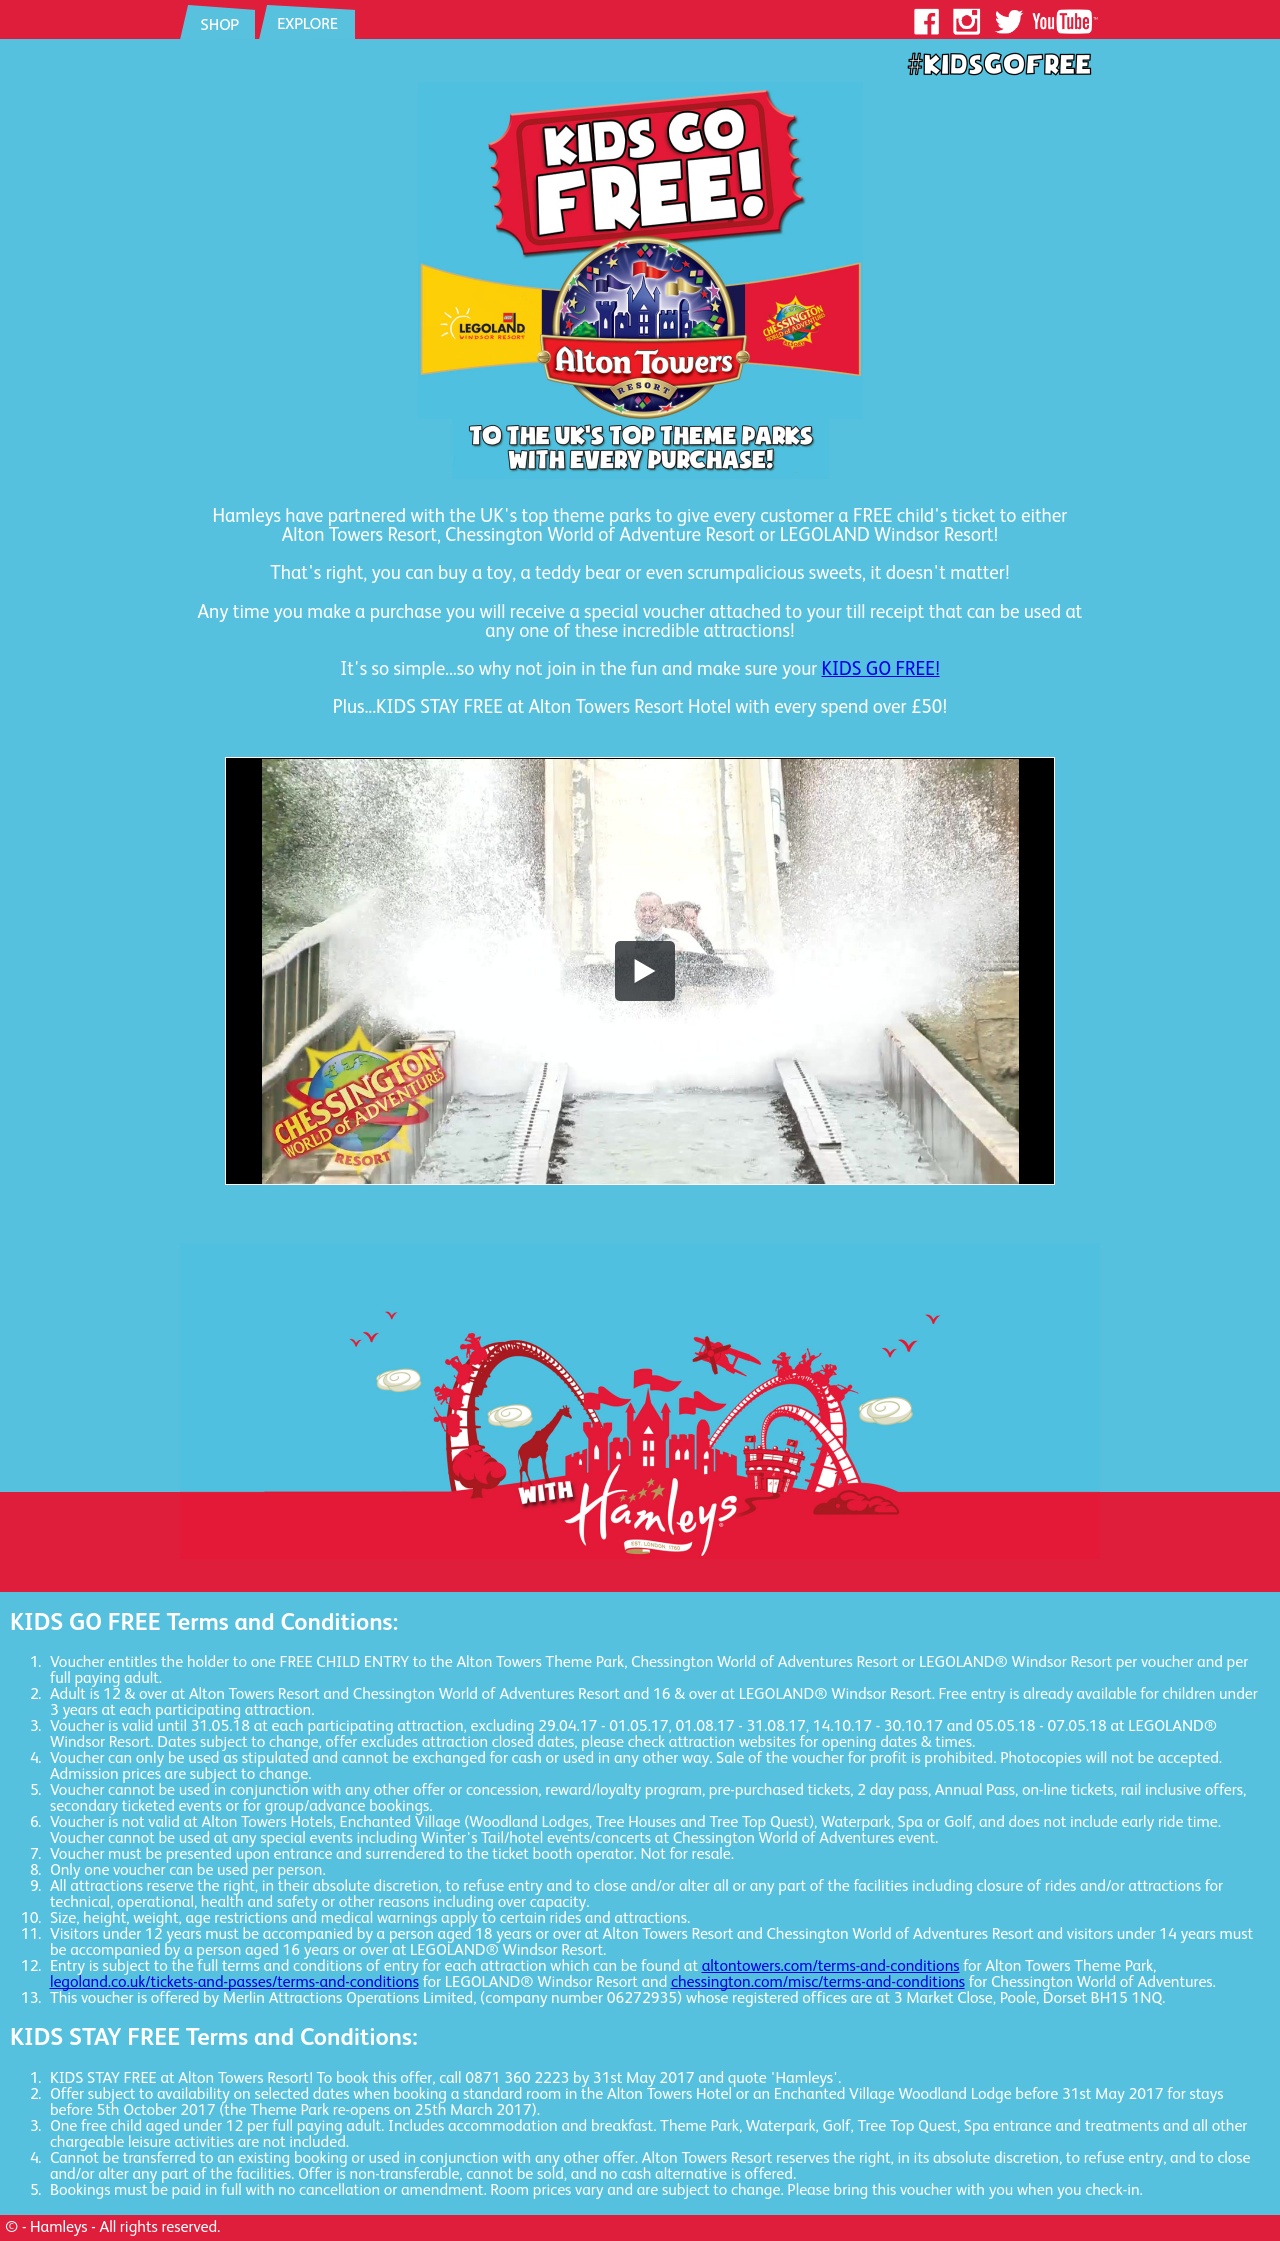 SHOP
EXPLORE
You Tube
#KIDSGOFREE
KIDS GO
FREE!
LEGOLAND
WINDSOR RESORT
CHESSINGTON
WORLD OF ADVENTURES
RESORT
Alton Towers
RESORT
TO THE UK'S TOP THEME PARKS
WITH EVERY PURCHASE!
Hamleys have partnered with the UK's top theme parks to give every customer a FREE child's ticket to either
Alton Towers Resort, Chessington World of Adventure Resort or LEGOLAND Windsor Resort!
That's right, you can buy a toy, a teddy bear or even scrumpalicious sweets, it doesn't matter!
Any time you make a purchase you will receive a special voucher attached to your till receipt that can be used at
any one of these incredible attractions!
It's so simple...so why not join in the fun and make sure your KIDS GO FREE!
Plus...KIDS STAY FREE at Alton Towers Resort Hotel with every spend over £50!
CHESSINGTON
WORLD OF ADVENTURES
RESORT
WITH
Hamleys
EST. LONDON. 1760
KIDS GO FREE Terms and Conditions:
1. Voucher entitles the holder to one FREE CHILD ENTRY to the Alton Towers Theme Park, Chessington World of Adventures Resort or LEGOLAND® Windsor Resort per voucher and per
full paying adult.
2. Adult is 12 & over at Alton Towers Resort and Chessington World of Adventures Resort and 16 & over at LEGOLAND® Windsor Resort. Free entry is already available for children under
3 years at each participating attraction.
3. Voucher is valid until 31.05.18 at each participating attraction, excluding 29.04.17 - 01.05.17, 01.08.17 - 31.08.17, 14.10.17 - 30.10.17 and 05.05.18 - 07.05.18 at LEGOLAND®
Windsor Resort. Dates subject to change, offer excludes attraction closed dates, please check attraction websites for opening dates & times.
4. Voucher can only be used as stipulated and cannot be exchanged for cash or used in any other way. Sale of the voucher for profit is prohibited. Photocopies will not be accepted.
Admission prices are subject to change.
5. Voucher cannot be used in conjunction with any other offer or concession, reward/loyalty program, pre-purchased tickets, 2 day pass, Annual Pass, on-line tickets, rail inclusive offers,
secondary ticketed events or for group/advance bookings.
6. Voucher is not valid at Alton Towers Hotels, Enchanted Village (Woodland Lodges, Tree Houses and Tree Top Quest), Waterpark, Spa or Golf, and does not include early ride time.
Voucher cannot be used at any special events including Winter's Tail/hotel events/concerts at Chessington World of Adventures event.
7. Voucher must be presented upon entrance and surrendered to the ticket booth operator. Not for resale.
8. Only one voucher can be used per person.
9. All attractions reserve the right, in their absolute discretion, to refuse entry and to close and/or alter all or any part of the facilities including closure of rides and/or attractions for
technical, operational, health and safety or other reasons including over capacity.
10. Size, height, weight, age restrictions and medical warnings apply to certain rides and attractions.
11. Visitors under 12 years must be accompanied by a person aged 18 years or over at Alton Towers Resort and Chessington World of Adventures Resort and visitors under 14 years must
be accompanied by a person aged 16 years or over at LEGOLAND® Windsor Resort.
12. Entry is subject to the full terms and conditions of entry for each attraction which can be found at altontowers.com/terms-and-conditions for Alton Towers Theme Park,
legoland.co.uk/tickets-and-passes/terms-and-conditions for LEGOLAND® Windsor Resort and chessington.com/misc/terms-and-conditions for Chessington World of Adventures.
13. This voucher is offered by Merlin Attractions Operations Limited, (company number 06272935) whose registered offices are at 3 Market Close, Poole, Dorset BH15 1NQ.
KIDS STAY FREE Terms and Conditions:
1. KIDS STAY FREE at Alton Towers Resort! To book this offer, call 0871 360 2223 by 31st May 2017 and quote 'Hamleys'.
2. Offer subject to availability on selected dates when booking a standard room in the Alton Towers Hotel or an Enchanted Village Woodland Lodge before 31st May 2017 for stays
before 5th October 2017 (the Theme Park re-opens on 25th March 2017).
3. One free child aged under 12 per full paying adult. Includes accommodation and breakfast. Theme Park, Waterpark, Golf, Tree Top Quest, Spa entrance and treatments and all other
chargeable leisure activities are not included.
4. Cannot be transferred to an existing booking or used in conjunction with any other offer. Alton Towers Resort reserves the right, in its absolute discretion, to refuse entry, and to close
and/or alter any part of the facilities. Offer is non-transferable, cannot be sold, and no cash alternative is offered.
5. Bookings must be paid in full with no cancellation or amendment. Room prices vary and are subject to change. Please bring this voucher with you when you check-in.
© - Hamleys - All rights reserved.